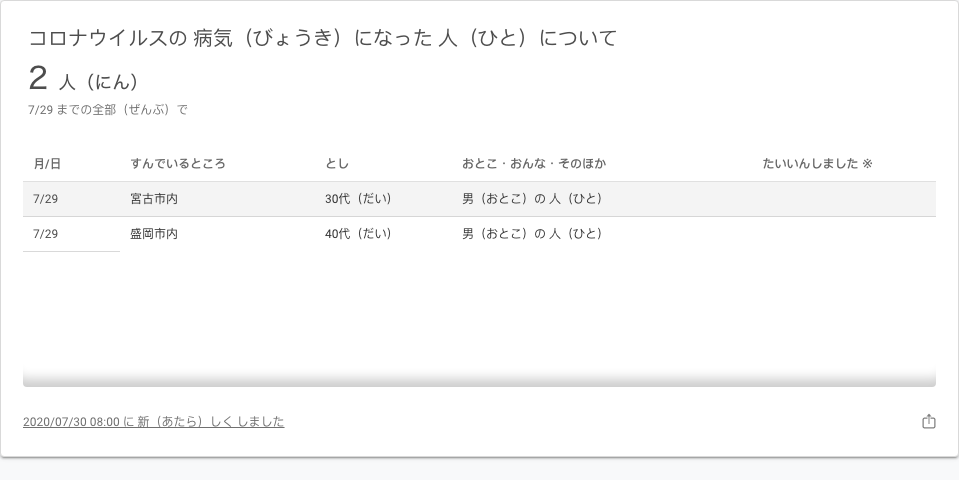 コロナウイルスの 病気（びょうき）になった 人（ひと）について
2 人（にん）
7/29 までの全部（ぜんぶ）で
月/日 すんでいるところ とし おとこ・おんな・そのほか たいいんしました ※
7/29 宮古市内 30代（だい） 男（おとこ）の 人（ひと）
7/29 盛岡市内 40代（だい） 男（おとこ）の 人（ひと）
2020/07/30 08:00 に 新（あたら）しく しました